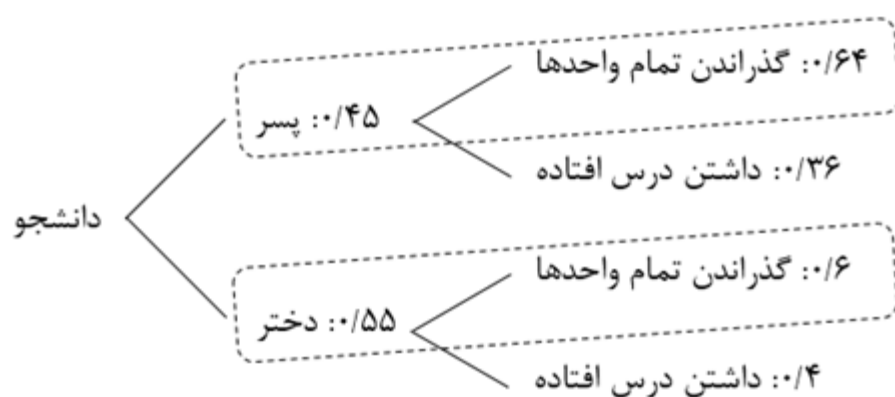 گذراندن تمام واحدها :۰/۶۴
پسر :۰/۴۵
داشتن درس افتاده :۰/۳۶
دانشجو
گذراندن تمام واحدها :۰/۶
دختر :۰/۵۵
داشتن درس افتاده :۰/۴